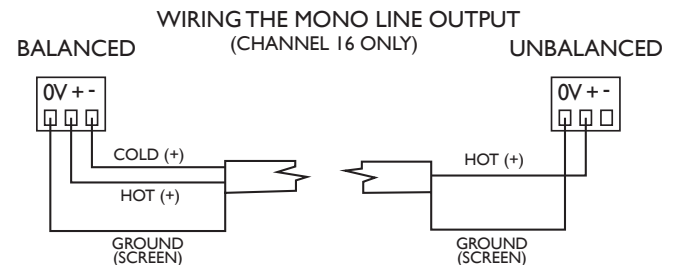 WIRING THE MONO LINE OUTPUT
(CHANNEL 16 ONLY)
BALANCED
UNBALANCED
0V + -
0V + -
COLD (+)
HOT (+)
HOT (+)
GROUND
(SCREEN)
GROUND
(SCREEN)